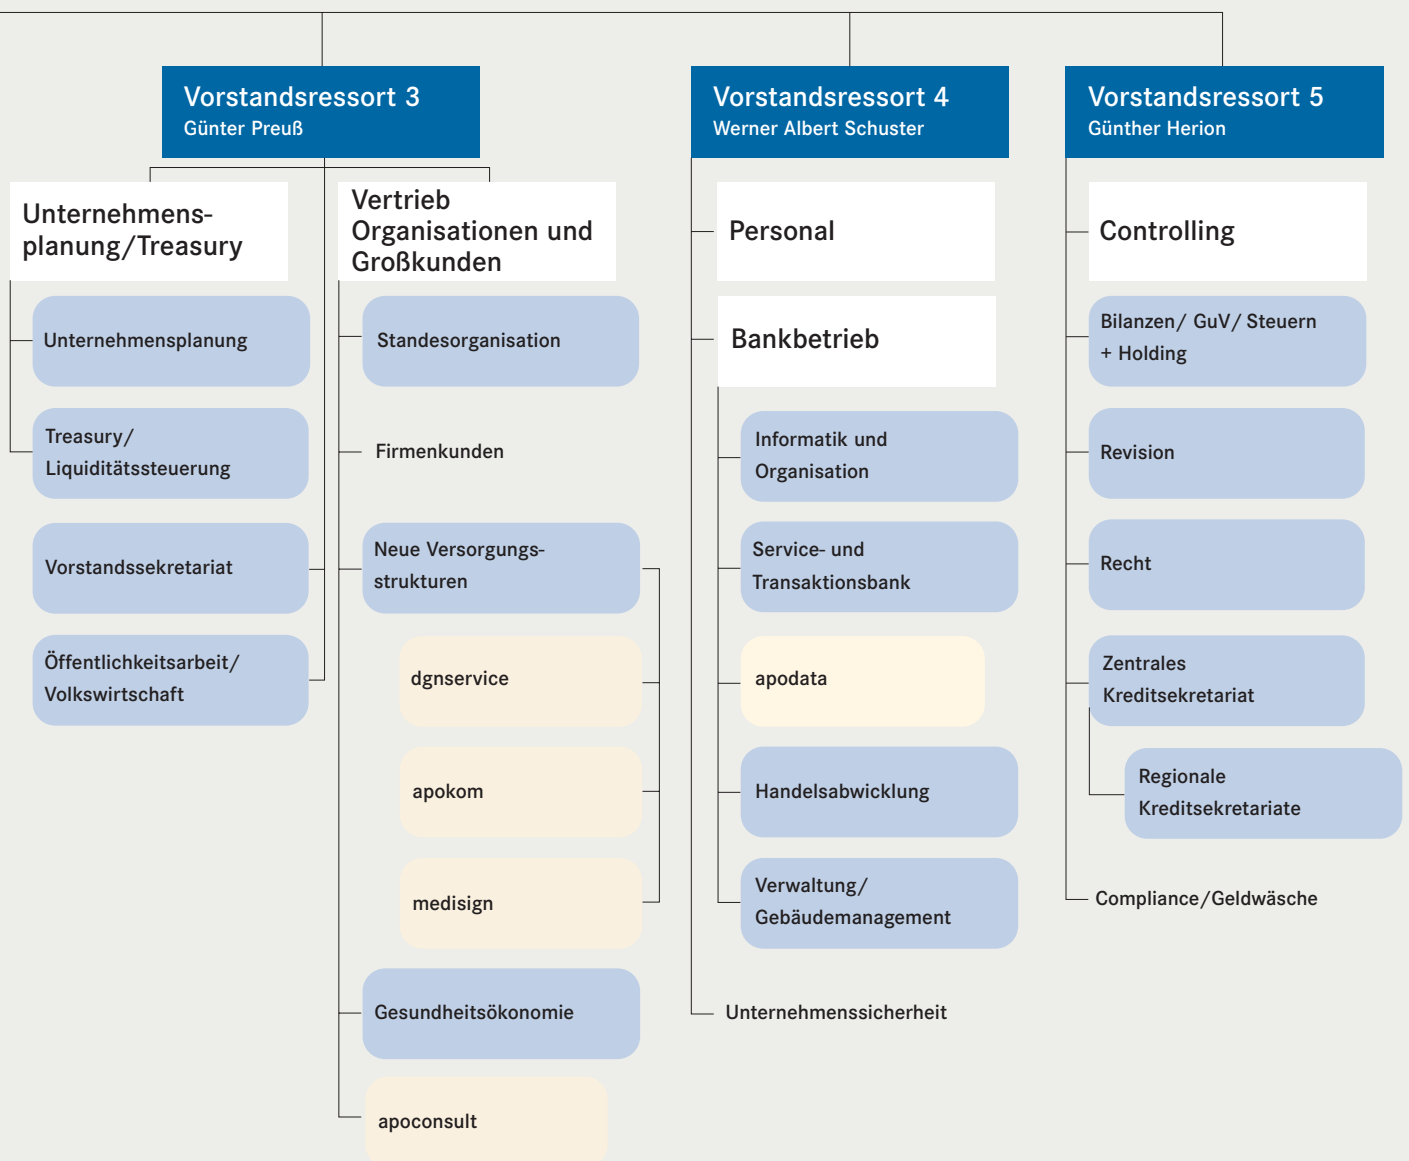 Vorstandsressort 3
Günter Preuß
Unternehmens-
planung/Treasury
Unternehmensplanung
Treasury/
Liquiditätssteuerung
Vorstandssekretariat
Öffentlichkeitsarbeit/
Volkswirtschaft
Vertrieb
Organisationen und
Großkunden
Standesorganisation
Firmenkunden
Neue Versorgungs-
strukturen
dgnservice
apokom
medisign
Gesundheitsökonomie
apoconsult
Vorstandsressort 4
Werner Albert Schuster
Personal
Bankbetrieb
Informatik und
Organisation
Service- und
Transaktionsbank
apodata
Handelsabwicklung
Verwaltung/
Gebäudemanagement
Unternehmenssicherheit
Vorstandsressort 5
Günther Herion
Controlling
Bilanzen/ GuV/ Steuern
+ Holding
Revision
Recht
Zentrales
Kreditsekretariat
Regionale
Kreditsekretariate
Compliance/Geldwäsche